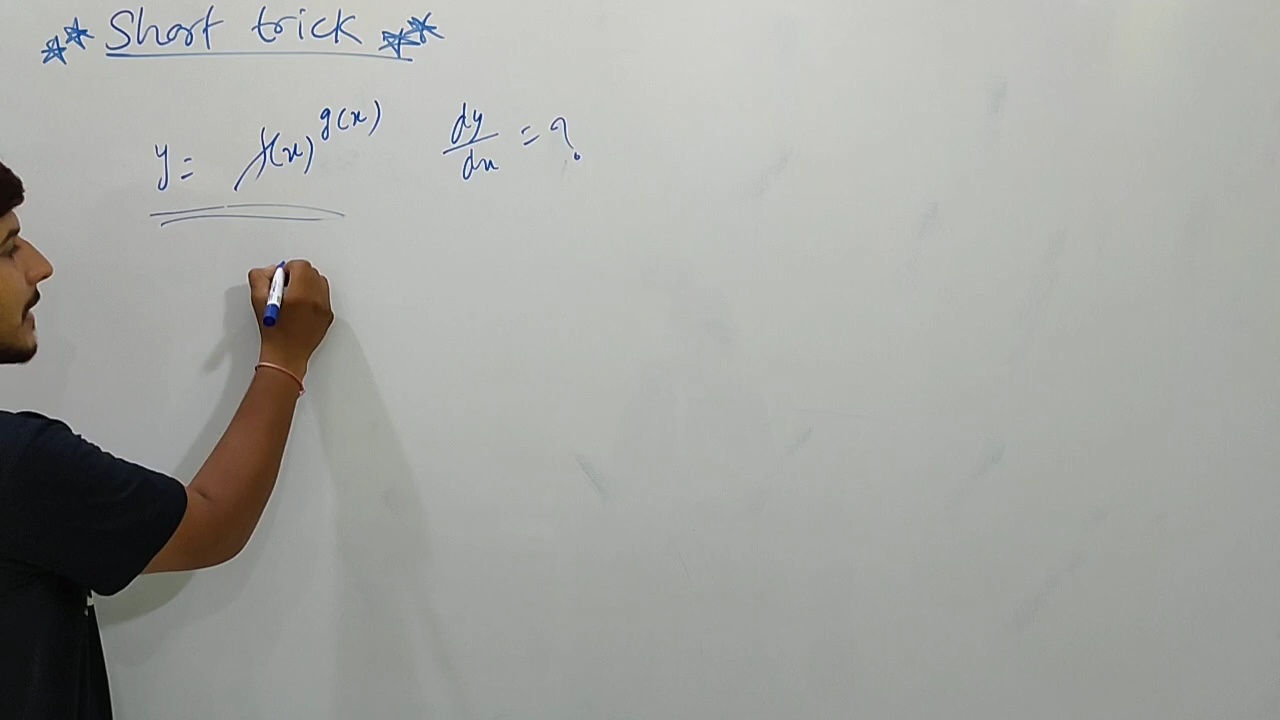 ** Short trick **
y = f(x)^g(x) dy/dx = ?